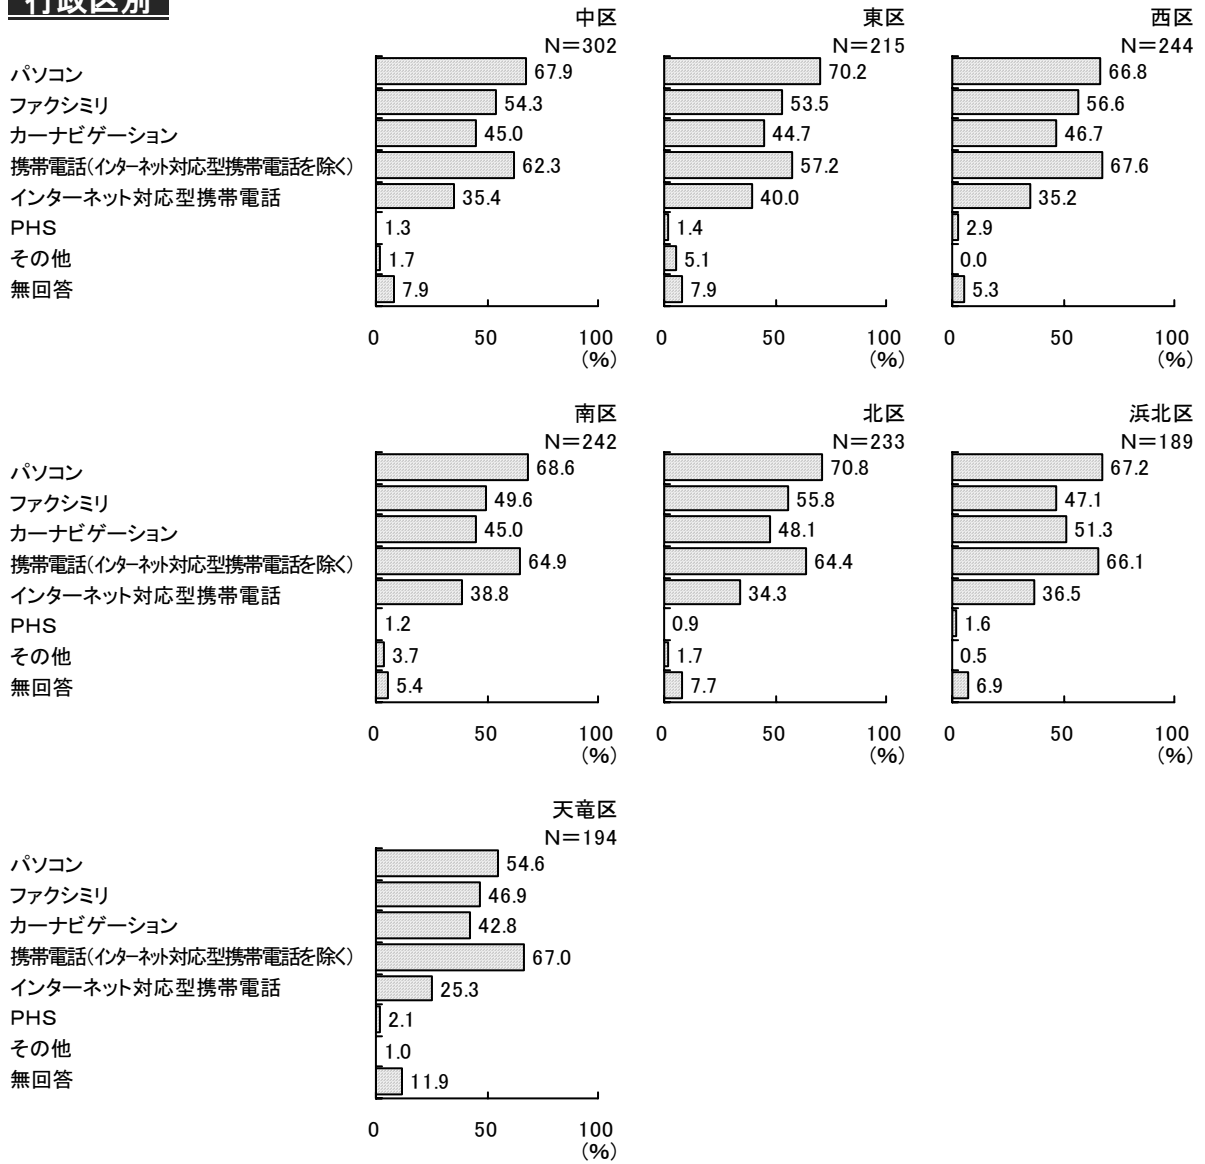 行政区別
中区 東区 西区
N＝302 N＝215 N＝244
パソコン 67.9 70.2 66.8
ファクシミリ 54.3 53.5 56.6
カーナビゲーション 45.0 44.7 46.7
携帯電話（インターネット対応型携帯電話を除く） 62.3 57.2 67.6
インターネット対応型携帯電話 35.4 40.0 35.2
PHS 1.3 1.4 2.9
その他 1.7 5.1 0.0
無回答 7.9 7.9 5.3
0 50 100 0 50 100 0 50 100
（%） （%） （%）
南区 北区 浜北区
N＝242 N＝233 N＝189
パソコン 68.6 70.8 67.2
ファクシミリ 49.6 55.8 47.1
カーナビゲーション 45.0 48.1 51.3
携帯電話（インターネット対応型携帯電話を除く） 64.9 64.4 66.1
インターネット対応型携帯電話 38.8 34.3 36.5
PHS 1.2 0.9 1.6
その他 3.7 1.7 0.5
無回答 5.4 7.7 6.9
0 50 100 0 50 100 0 50 100
（%） （%） （%）
天竜区
N＝194
パソコン 54.6
ファクシミリ 46.9
カーナビゲーション 42.8
携帯電話（インターネット対応型携帯電話を除く） 67.0
インターネット対応型携帯電話 25.3
PHS 2.1
その他 1.0
無回答 11.9
0 50 100
（%）